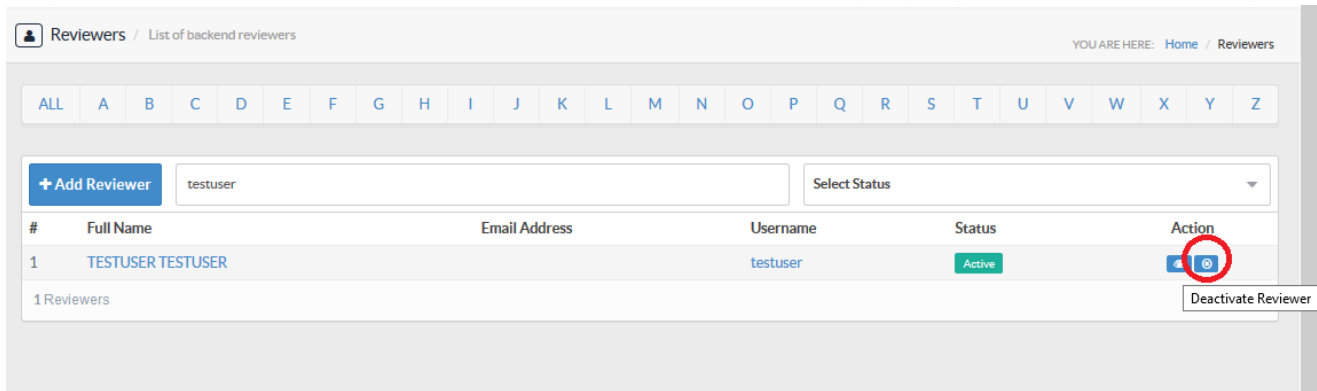 Reviewers / List of backend reviewers
YOU ARE HERE: Home / Reviewers
ALL A B C D E F G H I J K L M N O P Q R S T U V W X Y Z
+ Add Reviewer testuser Select Status
# Full Name Email Address Username Status Action
1 TESTUSER TESTUSER testuser Active
1 Reviewers
Deactivate Reviewer